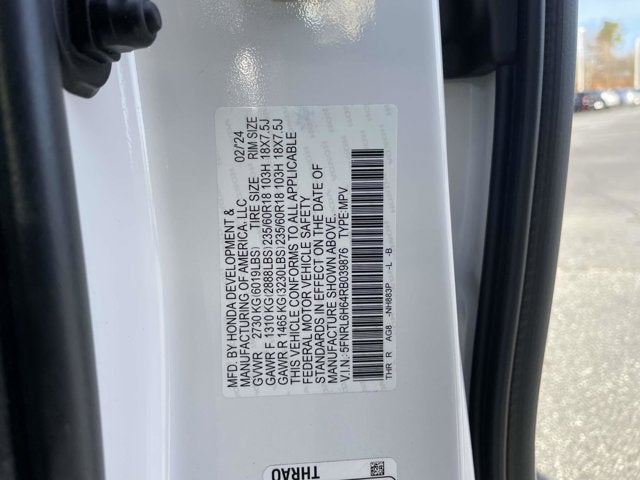 MFD. BY HONDA DEVELOPMENT &
MANUFACTURING OF AMERICA, LLC 02/24
GVWR 2730 KG(6019LBS) TIRE SIZE RIM SIZE
GAWR F 1310 KG(2888LBS) 235/60R18 103H 18X7.5J
GAWR R 1465 KG(3230LBS) 235/60R18 103H 18X7.5J
THIS VEHICLE CONFORMS TO ALL APPLICABLE
FEDERAL MOTOR VEHICLE SAFETY
STANDARDS IN EFFECT ON THE DATE OF
MANUFACTURE SHOWN ABOVE.
V.I.N.: 5FNRL6H64RB039876 TYPE:MPV
THR R AG8 -NH883P -L -B
THRA0